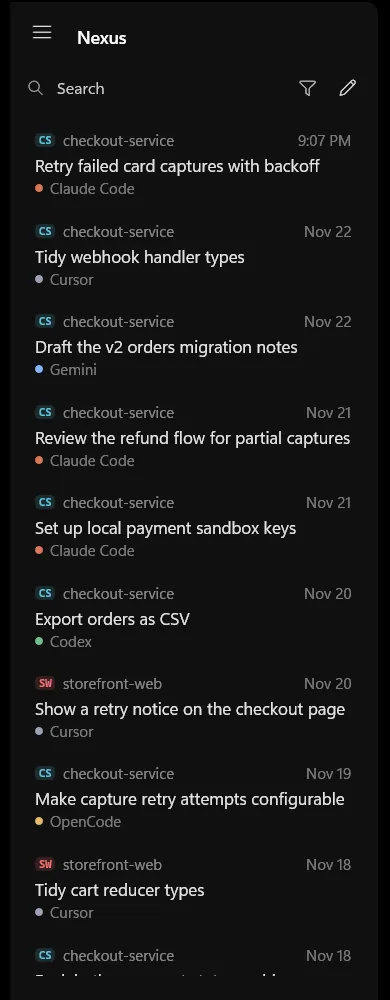 Nexus
Search
CS checkout-service 9:07 PM
Retry failed card captures with backoff
Claude Code
CS checkout-service Nov 22
Tidy webhook handler types
Cursor
CS checkout-service Nov 22
Draft the v2 orders migration notes
Gemini
CS checkout-service Nov 21
Review the refund flow for partial captures
Claude Code
CS checkout-service Nov 21
Set up local payment sandbox keys
Claude Code
CS checkout-service Nov 20
Export orders as CSV
Codex
SW storefront-web Nov 20
Show a retry notice on the checkout page
Cursor
CS checkout-service Nov 19
Make capture retry attempts configurable
OpenCode
SW storefront-web Nov 18
Tidy cart reducer types
Cursor
CS checkout-service Nov 18